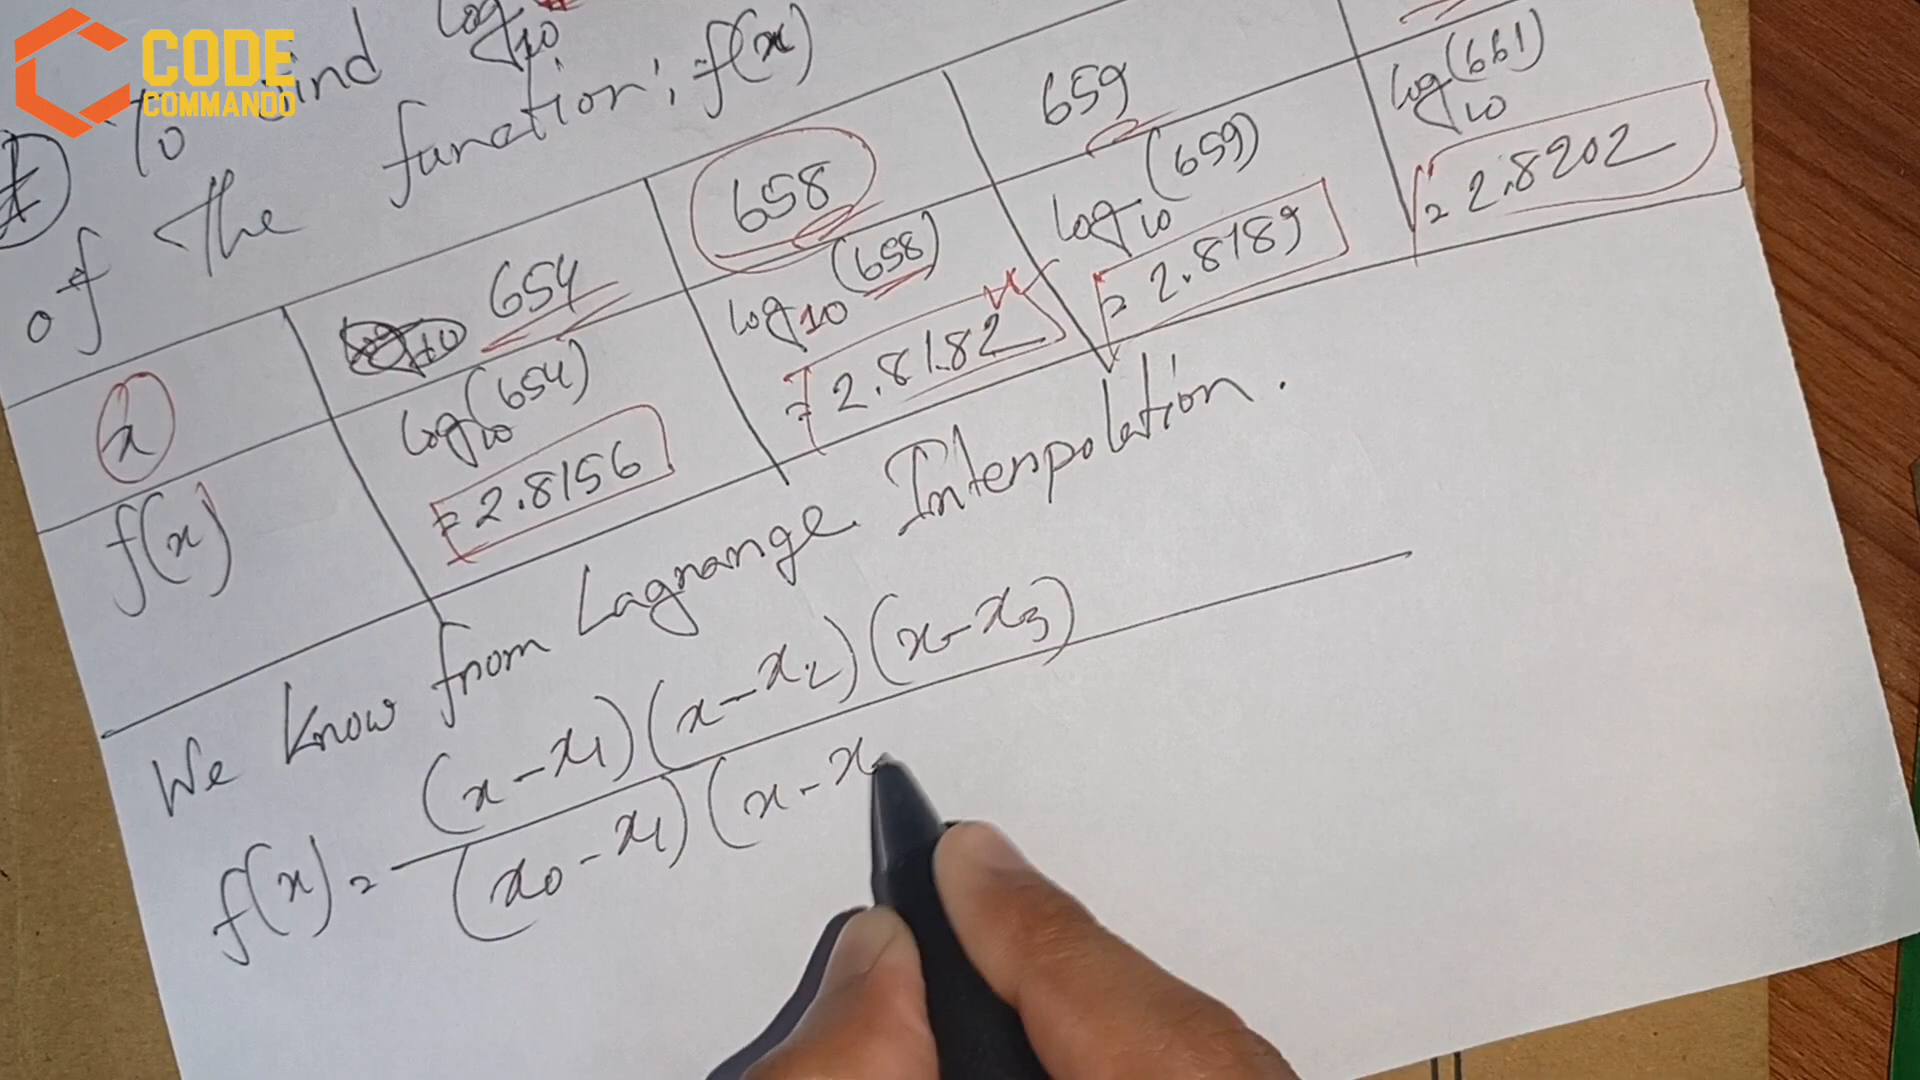 CODE
COMMANDO
To find log10
of the function; f(x)
x 654 658 659
f(x) log10(654) = 2.8156 log10(658) = 2.8182 log10(659) = 2.8189 log10(661) = 2.8202
We know from Lagrange Interpolation.
(x-x1)(x-x2)(x-x3)
f(x) =
(x0-x1)(x-x